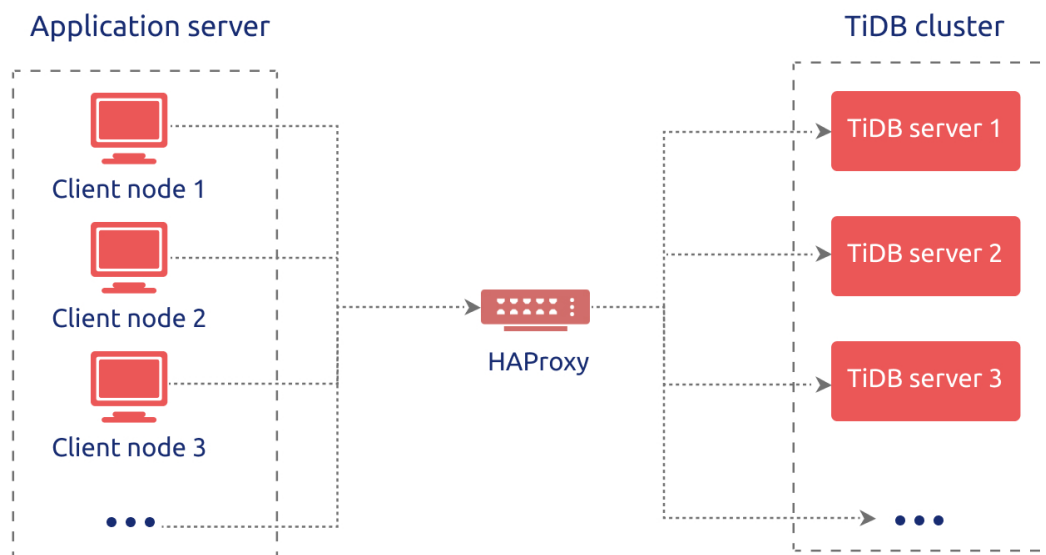 Application server
TiDB cluster
Client node 1
Client node 2
Client node 3
...
HAProxy
TiDB server 1
TiDB server 2
TiDB server 3
...